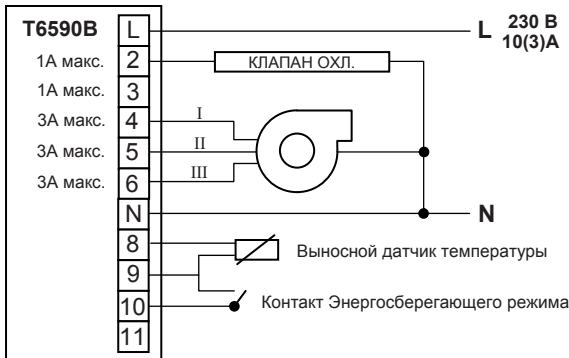 T6590B
L
L 230 В
10(3)А
1А макс. 2 КЛАПАН ОХЛ.
1А макс. 3
3А макс. 4 I
3А макс. 5 II
3А макс. 6 III
N
N
8
Выносной датчик температуры
9
10 Контакт Энергосберегающего режима
11